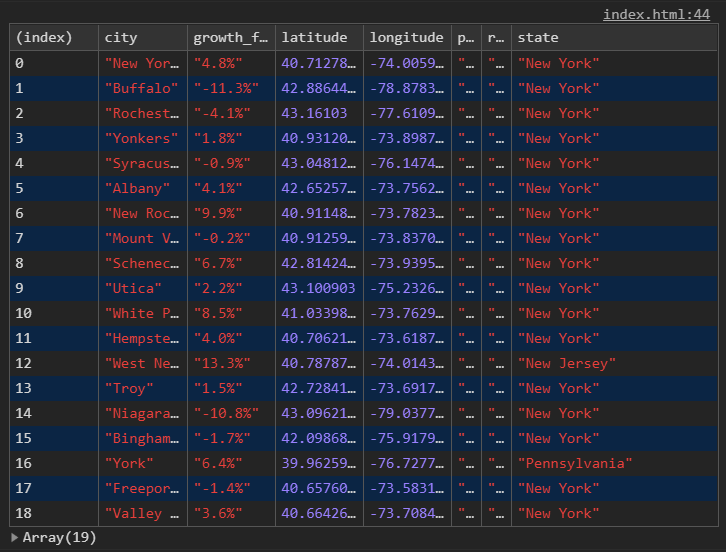 index.html:44
(index) city growth_f… latitude longitude p… r… state
0 "New Yor… "4.8%" 40.71278… -74.0059… "… "… "New York"
1 "Buffalo" "-11.3%" 42.88644… -78.8783… "… "… "New York"
2 "Rochest… "-4.1%" 43.16103 -77.6109… "… "… "New York"
3 "Yonkers" "1.8%" 40.93120… -73.8987… "… "… "New York"
4 "Syracus… "-0.9%" 43.04812… -76.1474… "… "… "New York"
5 "Albany" "4.1%" 42.65257… -73.7562… "… "… "New York"
6 "New Roc… "9.9%" 40.91148… -73.7823… "… "… "New York"
7 "Mount V… "-0.2%" 40.91259… -73.8370… "… "… "New York"
8 "Schenec… "6.7%" 42.81424… -73.9395… "… "… "New York"
9 "Utica" "2.2%" 43.100903 -75.2326… "… "… "New York"
10 "White P… "8.5%" 41.03398… -73.7629… "… "… "New York"
11 "Hempste… "4.0%" 40.70621… -73.6187… "… "… "New York"
12 "West Ne… "13.3%" 40.78787… -74.0143… "… "… "New Jersey"
13 "Troy" "1.5%" 42.72841… -73.6917… "… "… "New York"
14 "Niagara… "-10.8%" 43.09621… -79.0377… "… "… "New York"
15 "Bingham… "-1.7%" 42.09868… -75.9179… "… "… "New York"
16 "York" "6.4%" 39.96259… -76.7277… "… "… "Pennsylvania"
17 "Freepor… "-1.4%" 40.65760… -73.5831… "… "… "New York"
18 "Valley … "3.6%" 40.66426… -73.7084… "… "… "New York"
Array(19)